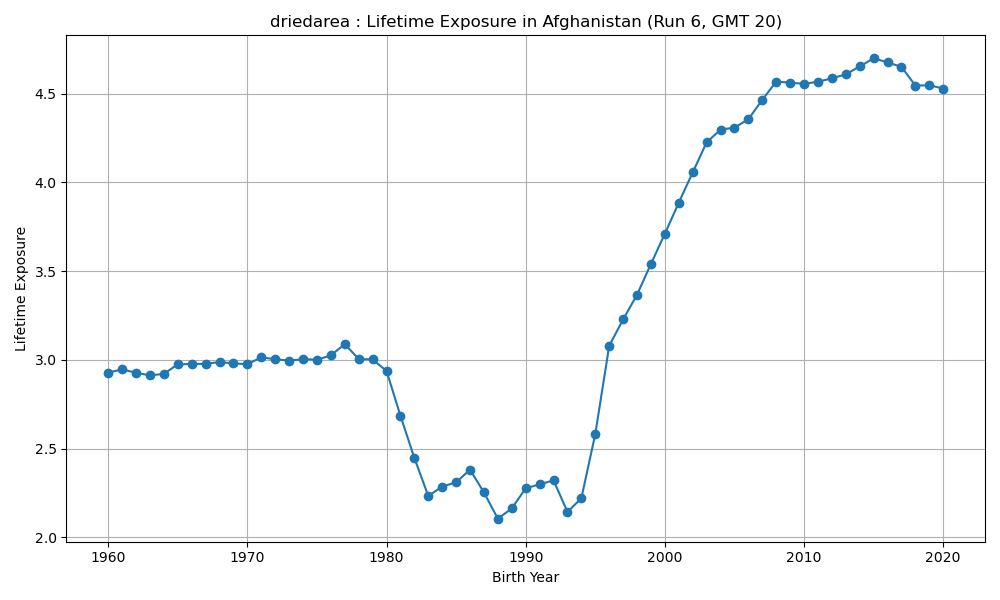 driedarea : Lifetime Exposure in Afghanistan (Run 6, GMT 20)
Lifetime Exposure
4.5
4.0
3.5
3.0
2.5
2.0
1960 1970 1980 1990 2000 2010 2020
Birth Year